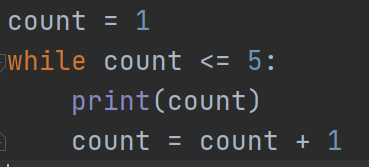 count = 1
while count <= 5:
    print(count)
    count = count + 1